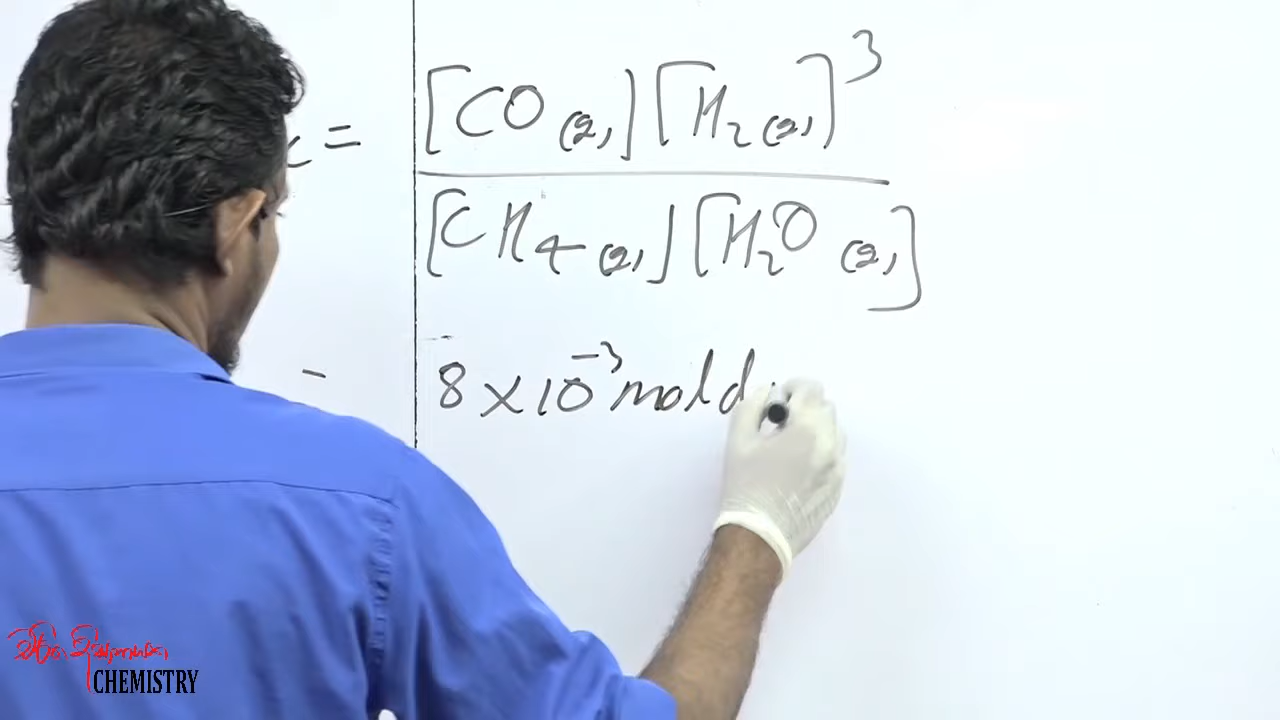 c = [CO (g)] [H₂ (g)]³
[CH₄ (g)] [H₂O (g)]
= 8 × 10⁻³ mol d
CHEMISTRY